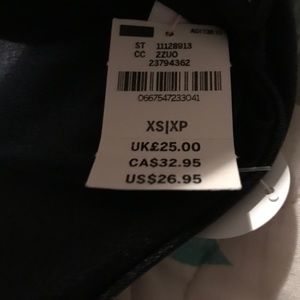 ST 11128913
CC 2ZUO
23794362
0667547233041
XS|XP
UK£25.00
CA$32.95
US$26.95